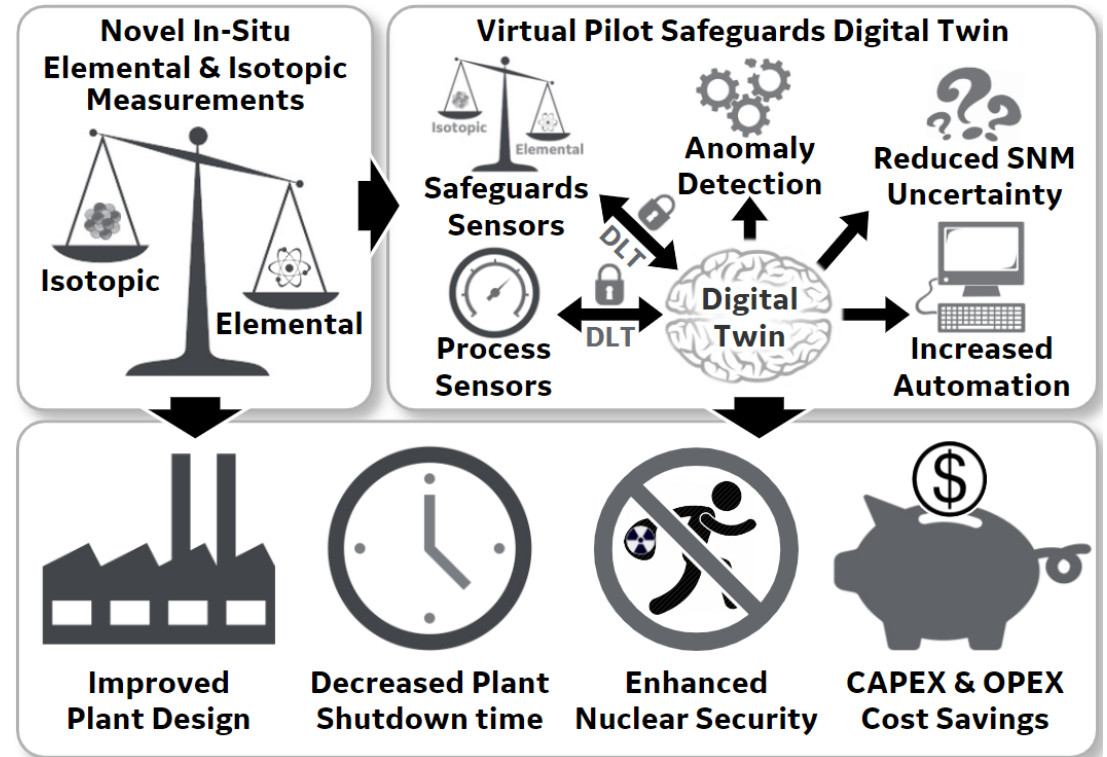 Novel In-Situ
Elemental & Isotopic
Measurements
Isotopic
Elemental
Virtual Pilot Safeguards Digital Twin
Isotopic
Elemental
Safeguards
Sensors
Anomaly
Detection
Reduced SNM
Uncertainty
DLT
Digital
Twin
DLT
Process
Sensors
Increased
Automation
Improved
Plant Design
Decreased Plant
Shutdown time
Enhanced
Nuclear Security
$
CAPEX & OPEX
Cost Savings